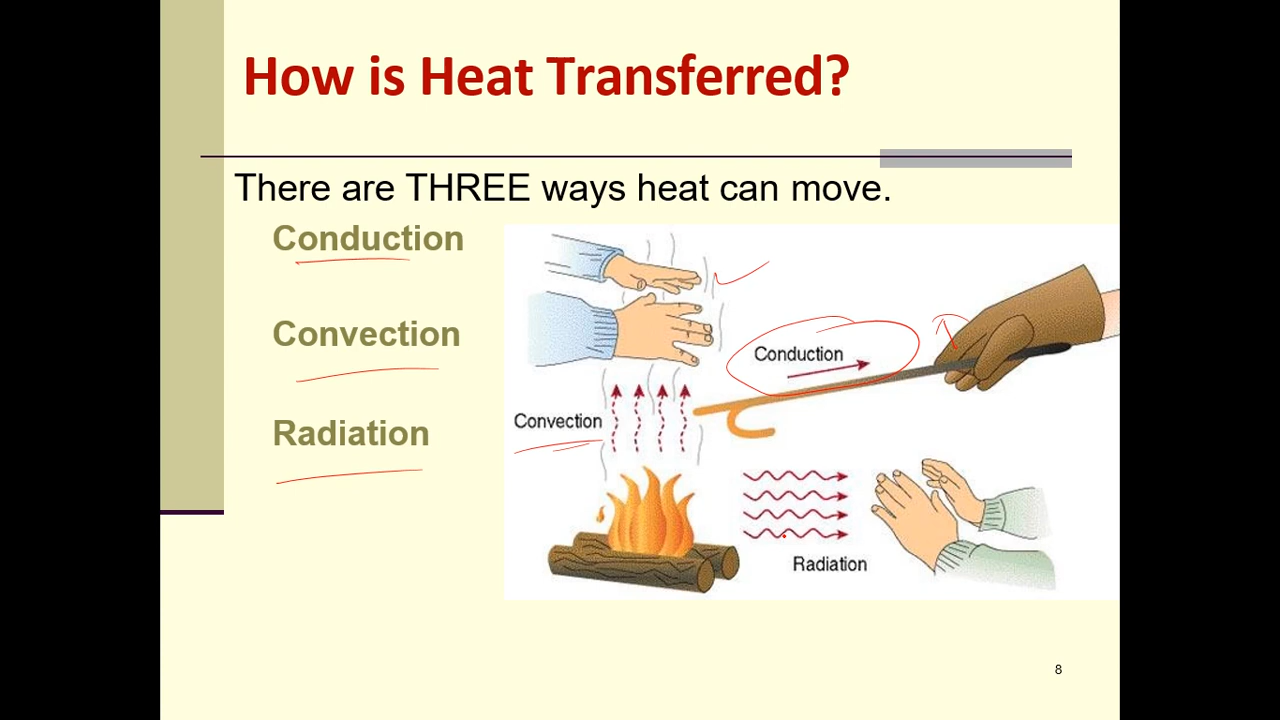 How is Heat Transferred?
There are THREE ways heat can move.
Conduction
Convection
Radiation
Conduction
Convection
Radiation
8